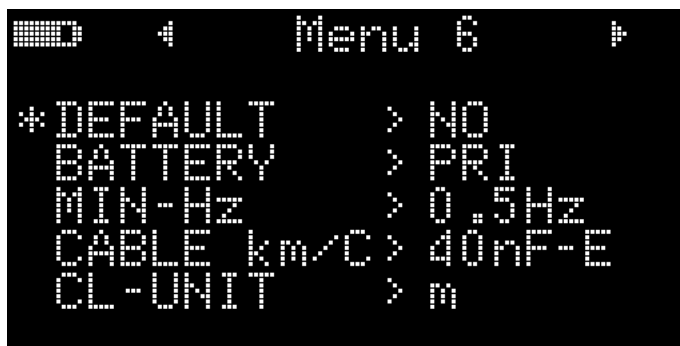 Menu 6
*DEFAULT > NO
BATTERY > PRI
MIN-Hz > 0.5Hz
CABLE km/C> 40nF-E
CL-UNIT > m